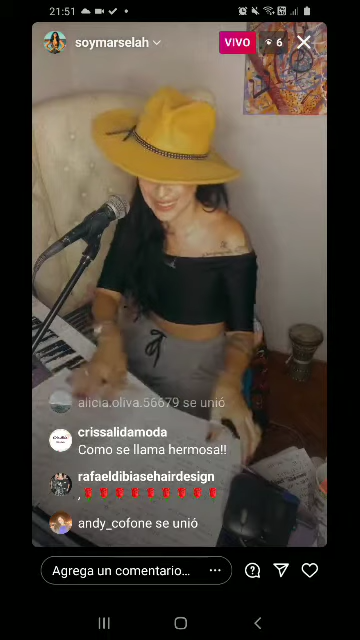 21:51
soymarselah
VIVO
6
alicia.oliva.56679 se unió
crissalidamoda
Como se llama hermosa!!
rafaeldibiasehairdesign
,🌹🌹🌹🌹🌹🌹🌹🌹🌹
andy_cofone se unió
Agrega un comentario...